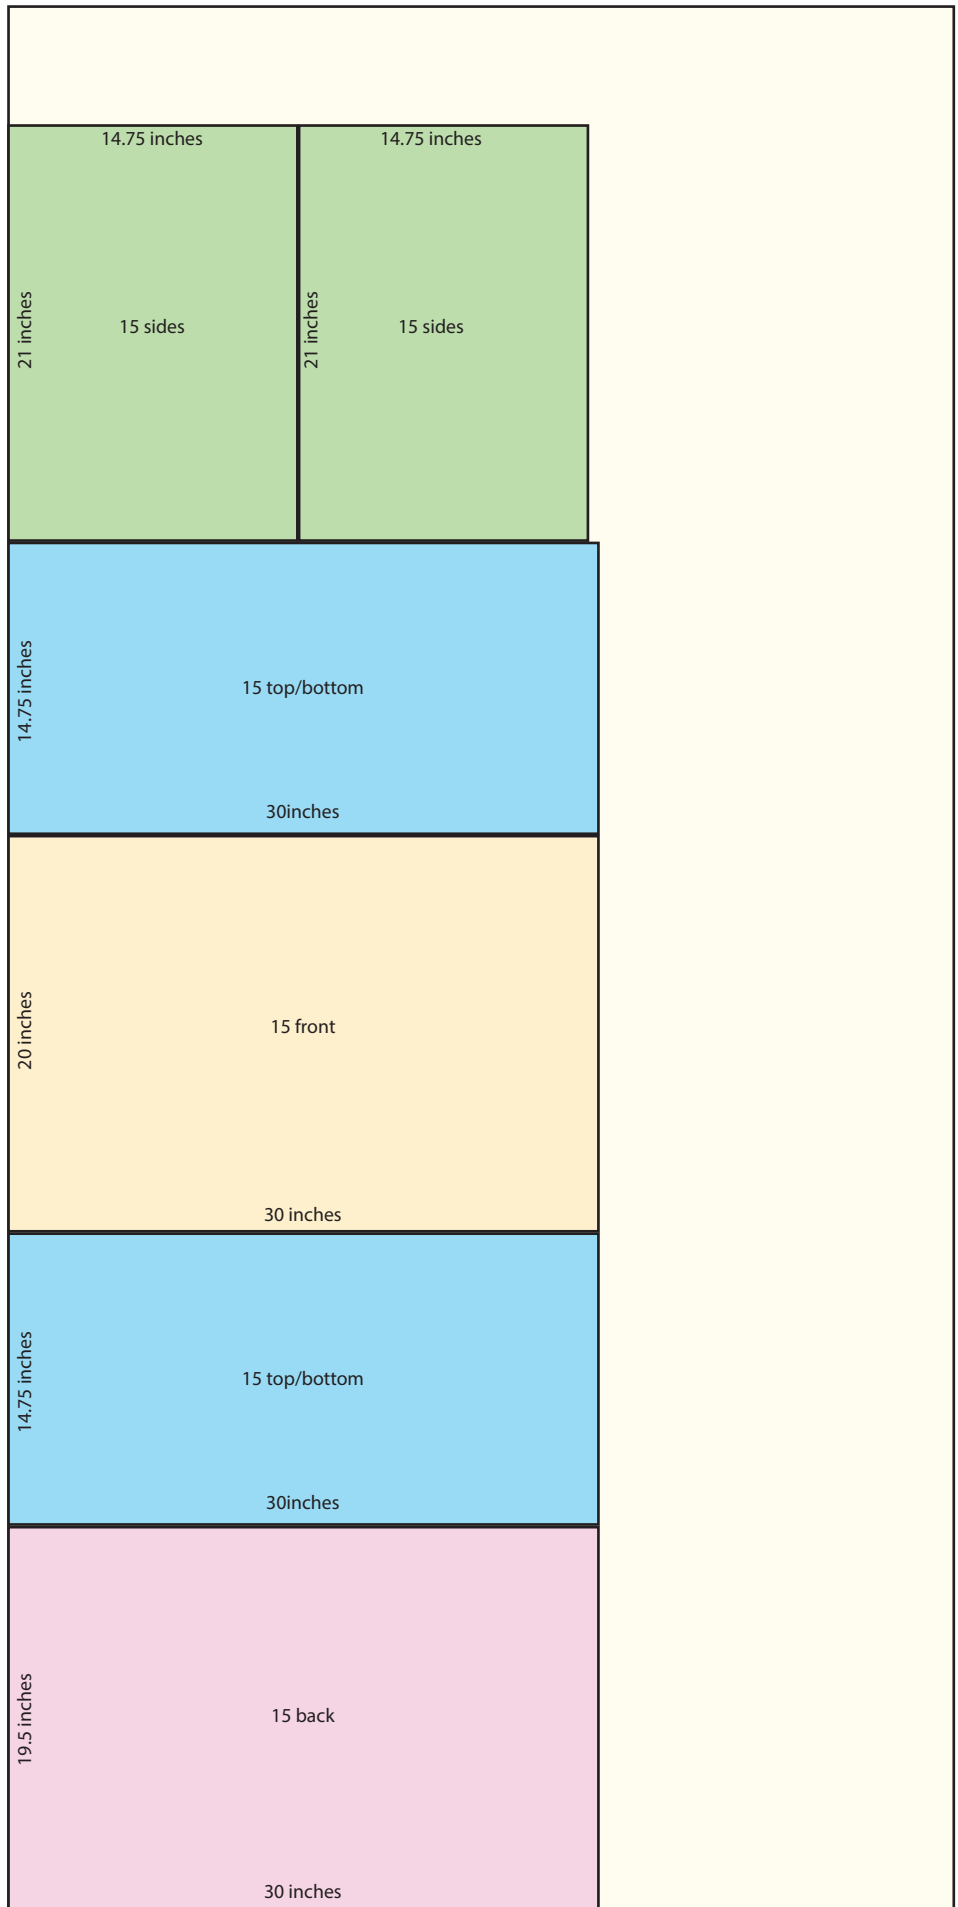 14.75 inches
14.75 inches
21 inches
15 sides
21 inches
15 sides
14.75 inches
15 top/bottom
30inches
20 inches
15 front
30 inches
14.75 inches
15 top/bottom
30inches
19.5 inches
15 back
30 inches